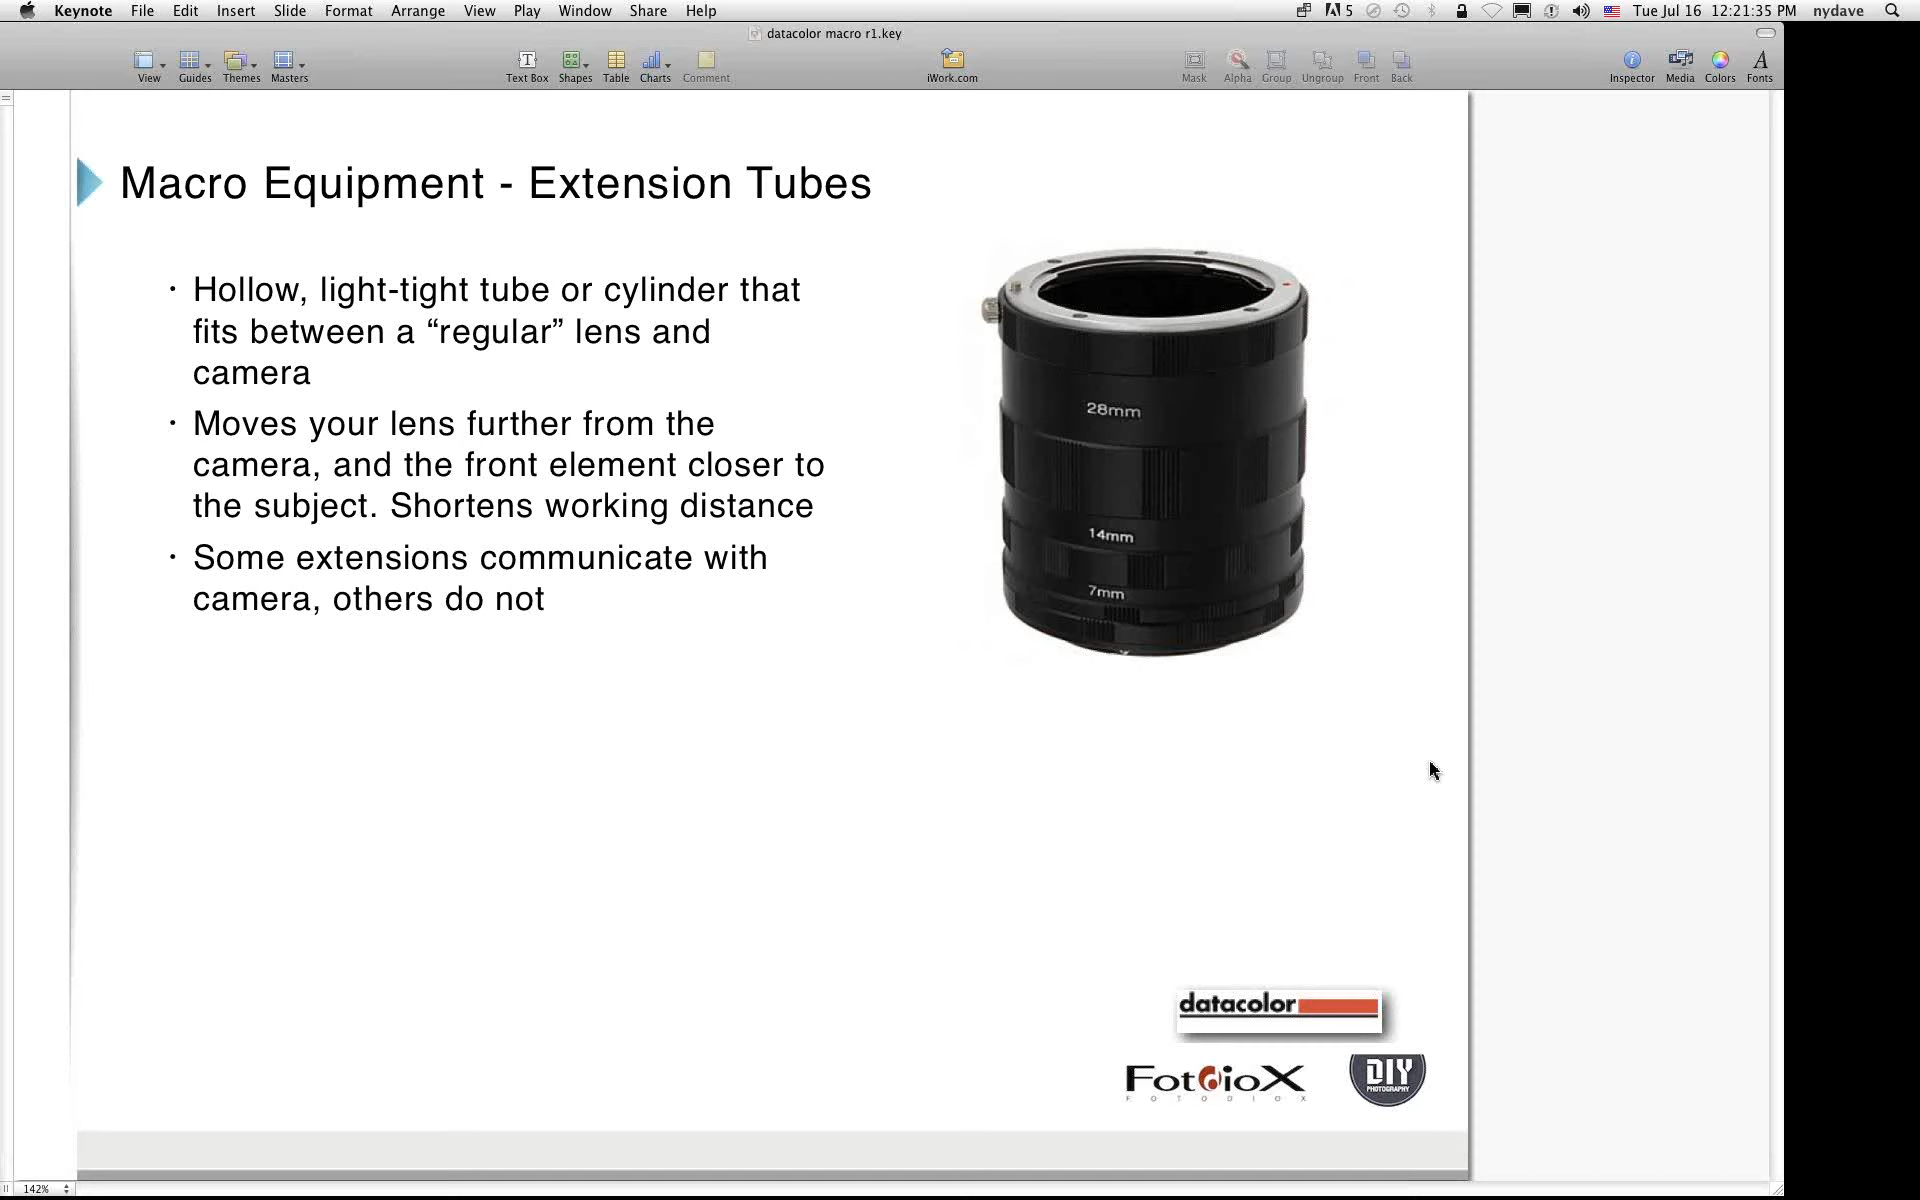 Keynote File Edit Insert Slide Format Arrange View Play Window Share Help 5 Tue Jul 16 12:21:35 PM nydave
datacolor macro r1.key
View Guides Themes Masters Text Box Shapes Table Charts Comment iWork.com Mask Alpha Group Ungroup Front Back Inspector Media Colors Fonts
Macro Equipment - Extension Tubes
· Hollow, light-tight tube or cylinder that
fits between a “regular” lens and
camera
· Moves your lens further from the
camera, and the front element closer to
the subject. Shortens working distance
· Some extensions communicate with
camera, others do not
28mm
14mm
7mm
datacolor
FotdioX
FOTODIOX
DIY
PHOTOGRAPHY
142%